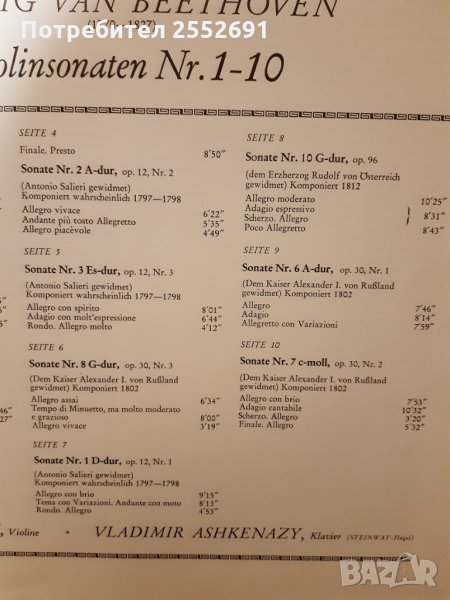 IG VAN BEETHOVEN
(1770–1827)
Потребител 2552691
olinsonaten Nr.1-10
SEITE 4
Finale. Presto 8'50"
Sonate Nr. 2 A-dur, op. 12, Nr. 2
(Antonio Salieri gewidmet)
Komponiert wahrscheinlich 1797—1798
Allegro vivace 6'22"
Andante più tosto Allegretto 5'35"
Allegro piacèvole 4'49"
SEITE 5
Sonate Nr. 3 Es-dur, op. 12, Nr. 3
(Antonio Salieri gewidmet)
Komponiert wahrscheinlich 1797—1798
Allegro con spirito 8'01"
Adagio con molt'espressione 6'44"
Rondo. Allegro molto 4'12"
SEITE 6
Sonate Nr. 8 G-dur, op. 30, Nr. 3
(Dem Kaiser Alexander I. von Rußland
gewidmet) Komponiert 1802
Allegro assai 6'34"
Tempo di Minuetto, ma molto moderato
e grazioso 8'00"
Allegro vivace 3'19"
SEITE 7
Sonate Nr. 1 D-dur, op. 12, Nr. 1
(Antonio Salieri gewidmet)
Komponiert wahrscheinlich 1797—1798
Allegro con brio 9'15"
Tema con Variazioni. Andante con moto 8'13"
Rondo. Allegro 4'53"
SEITE 8
Sonate Nr. 10 G-dur, op. 96
(dem Erzherzog Rudolf von Österreich
gewidmet) Komponiert 1812
Allegro moderato 10'25"
Adagio espressivo
Scherzo. Allegro } 8'31"
Poco Allegretto 8'43"
SEITE 9
Sonate Nr. 6 A-dur, op. 30, Nr. 1
(Dem Kaiser Alexander I. von Rußland
gewidmet) Komponiert 1802
Allegro 7'46"
Adagio 8'14"
Allegretto con Variazioni 7'59"
SEITE 10
Sonate Nr. 7 c-moll, op. 30, Nr. 2
(Dem Kaiser Alexander I. von Rußland
gewidmet) Komponiert 1802
Allegro con brio 7'53"
Adagio cantabile 10'32"
Scherzo. Allegro 3'20"
Finale. Allegro 5'32"
Violine • VLADIMIR ASHKENAZY, Klavier (STEINWAY-Flügel)
BAZAR.BG